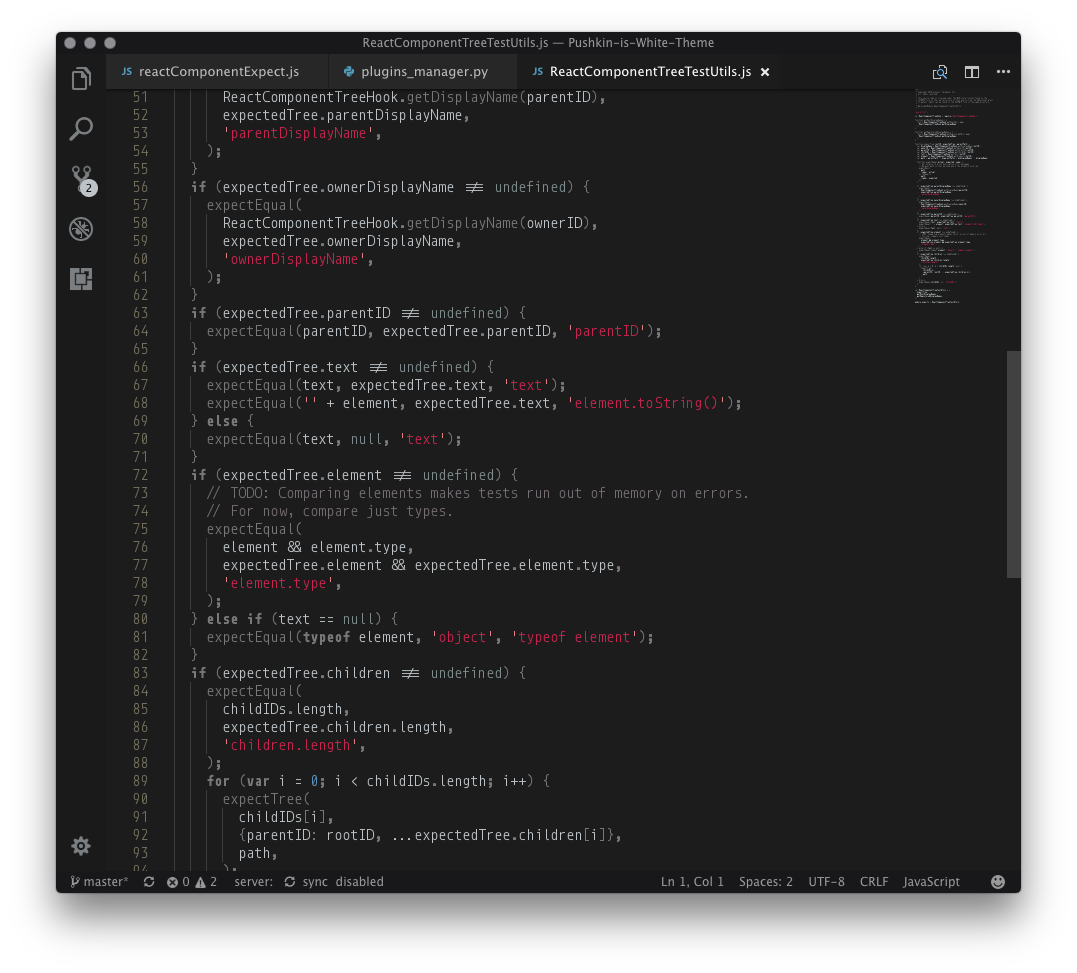 ReactComponentTreeTestUtils.js — Pushkin-is-White-Theme
JS reactComponentExpect.js plugins_manager.py JS ReactComponentTreeTestUtils.js ×
51 ReactComponentTreeHook.getDisplayName(parentID),
52 expectedTree.parentDisplayName,
53 'parentDisplayName',
54 );
55 }
56 if (expectedTree.ownerDisplayName !== undefined) {
57 expectEqual(
58 ReactComponentTreeHook.getDisplayName(ownerID),
59 expectedTree.ownerDisplayName,
60 'ownerDisplayName',
61 );
62 }
63 if (expectedTree.parentID !== undefined) {
64 expectEqual(parentID, expectedTree.parentID, 'parentID');
65 }
66 if (expectedTree.text !== undefined) {
67 expectEqual(text, expectedTree.text, 'text');
68 expectEqual('' + element, expectedTree.text, 'element.toString()');
69 } else {
70 expectEqual(text, null, 'text');
71 }
72 if (expectedTree.element !== undefined) {
73 // TODO: Comparing elements makes tests run out of memory on errors.
74 // For now, compare just types.
75 expectEqual(
76 element && element.type,
77 expectedTree.element && expectedTree.element.type,
78 'element.type',
79 );
80 } else if (text == null) {
81 expectEqual(typeof element, 'object', 'typeof element');
82 }
83 if (expectedTree.children !== undefined) {
84 expectEqual(
85 childIDs.length,
86 expectedTree.children.length,
87 'children.length',
88 );
89 for (var i = 0; i < childIDs.length; i++) {
90 expectTree(
91 childIDs[i],
92 {parentID: rootID, ...expectedTree.children[i]},
93 path,
94 );
2
master* 0 2 server: sync disabled Ln 1, Col 1 Spaces: 2 UTF-8 CRLF JavaScript